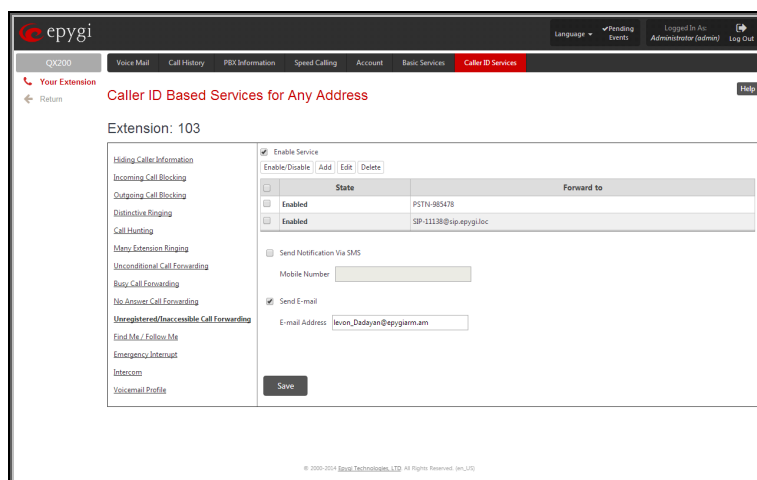 epygi
Language
Pending Events
Logged In As:
Administrator (admin)
Log Out
QX200
Voice Mail
Call History
PBX Information
Speed Calling
Account
Basic Services
Caller ID Services
Your Extension
Return
Caller ID Based Services for Any Address
Help
Extension: 103
Hiding Caller Information
Incoming Call Blocking
Outgoing Call Blocking
Distinctive Ringing
Call Hunting
Many Extension Ringing
Unconditional Call Forwarding
Busy Call Forwarding
No Answer Call Forwarding
Unregistered/Inaccessible Call Forwarding
Find Me / Follow Me
Emergency Interrupt
Intercom
Voicemail Profile
Enable Service
Enable/Disable Add Edit Delete
State Forward to
Enabled PSTN-985478
Enabled SIP-11138@sip.epygi.loc
Send Notification Via SMS
Mobile Number
Send E-mail
E-mail Address levon_Dadayan@epygiarm.am
Save
© 2000-2014 Epygi Technologies, LTD. All Rights Reserved. (en_US)